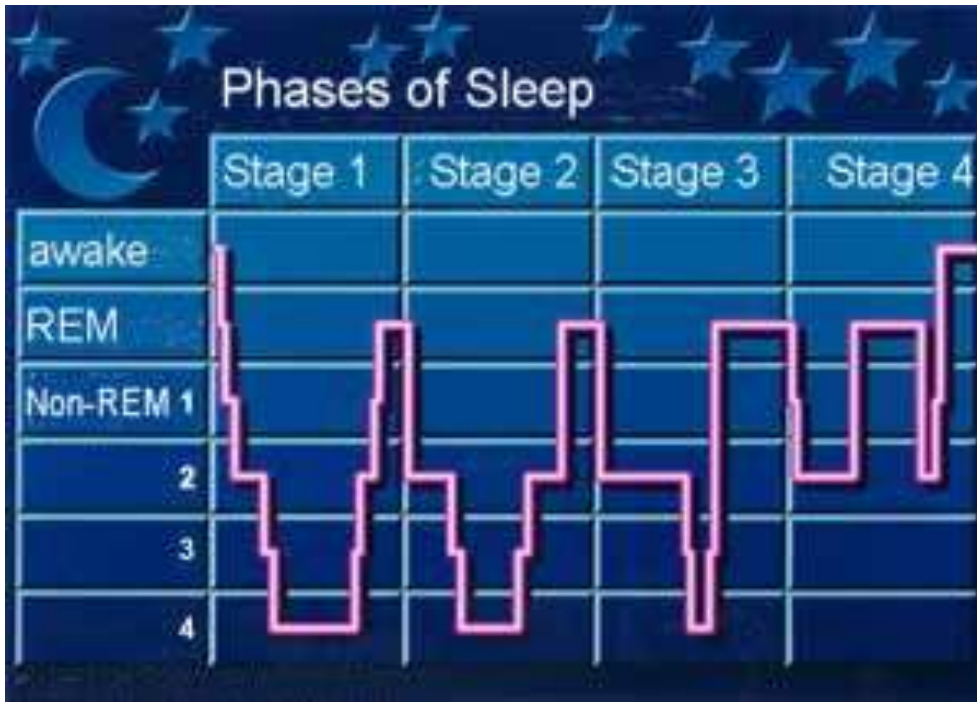 Phases of Sleep
Stage 1 Stage 2 Stage 3 Stage 4
awake
REM
Non-REM 1
2
3
4